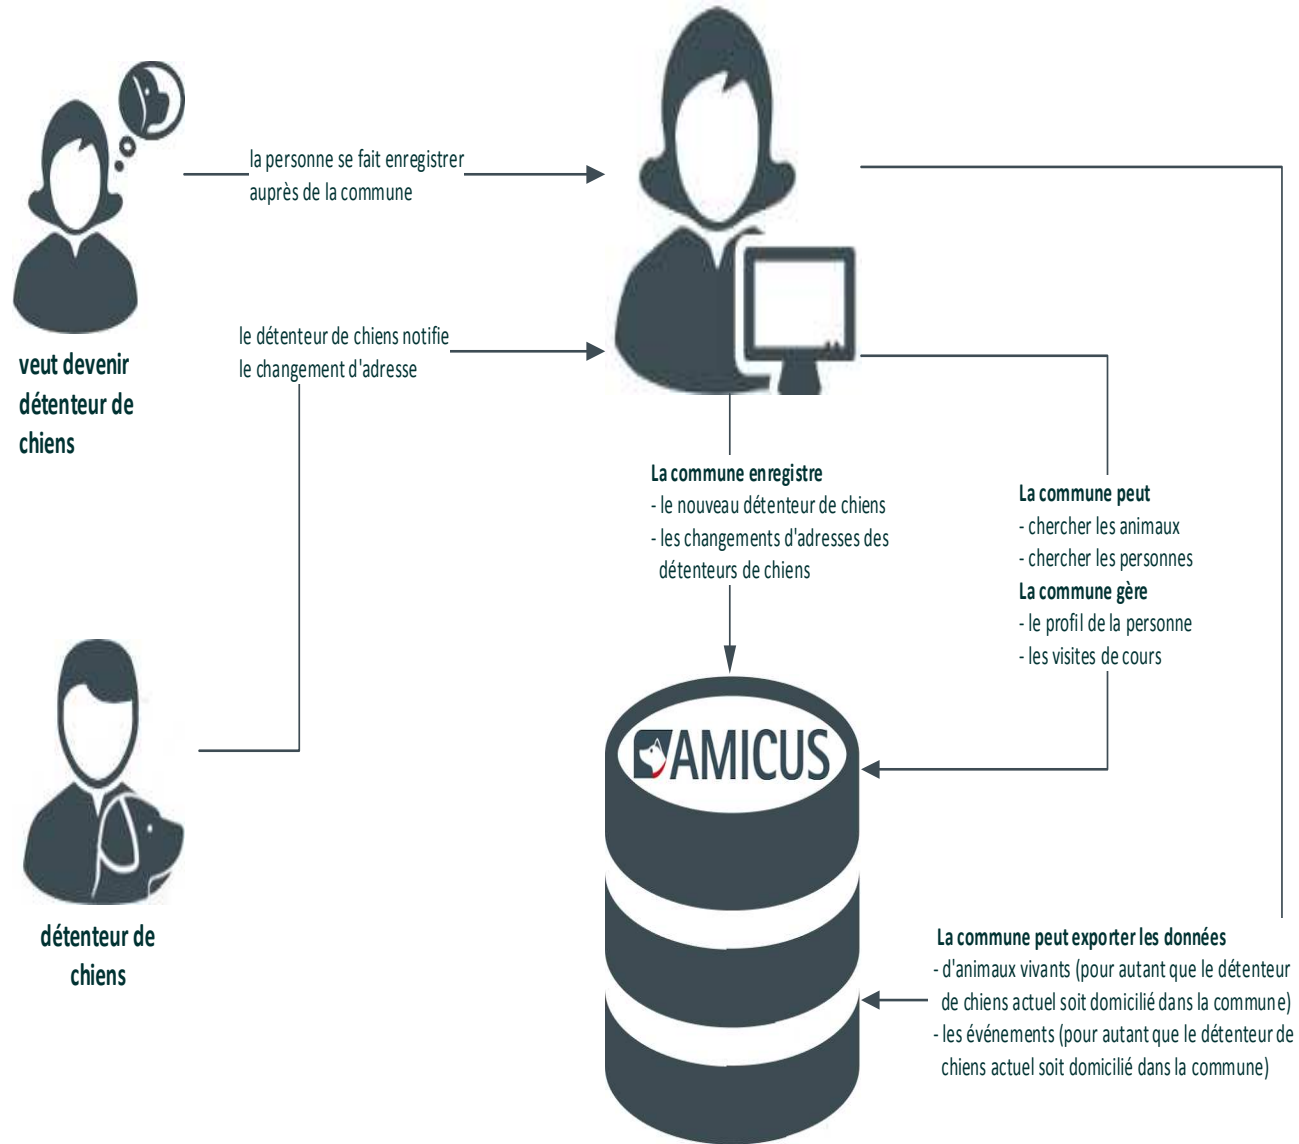 la personne se fait enregistrer
auprès de la commune
veut devenir
détenteur de
chiens
le détenteur de chiens notifie
le changement d'adresse
La commune enregistre
- le nouveau détenteur de chiens
- les changements d'adresses des
détenteurs de chiens
La commune peut
- chercher les animaux
- chercher les personnes
La commune gère
- le profil de la personne
- les visites de cours
AMICUS
détenteur de
chiens
La commune peut exporter les données
- d'animaux vivants (pour autant que le détenteur
de chiens actuel soit domicilié dans la commune)
- les événements (pour autant que le détenteur de
chiens actuel soit domicilié dans la commune)